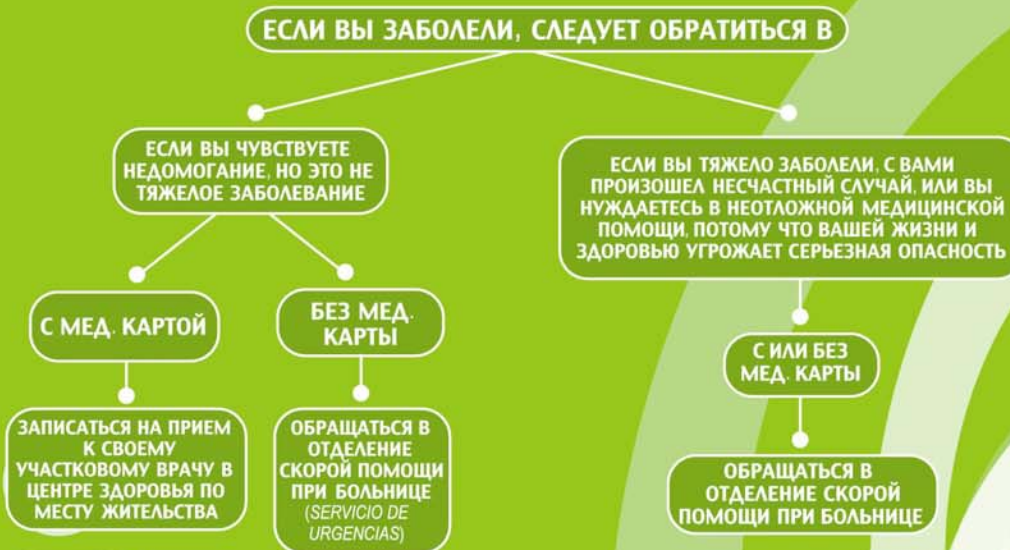 ЕСЛИ ВЫ ЗАБОЛЕЛИ, СЛЕДУЕТ ОБРАТИТЬСЯ В
ЕСЛИ ВЫ ЧУВСТВУЕТЕ
НЕДОМОГАНИЕ, НО ЭТО НЕ
ТЯЖЕЛОЕ ЗАБОЛЕВАНИЕ
ЕСЛИ ВЫ ТЯЖЕЛО ЗАБОЛЕЛИ, С ВАМИ
ПРОИЗОШЕЛ НЕСЧАСТНЫЙ СЛУЧАЙ, ИЛИ ВЫ
НУЖДАЕТЕСЬ В НЕОТЛОЖНОЙ МЕДИЦИНСКОЙ
ПОМОЩИ, ПОТОМУ ЧТО ВАШЕЙ ЖИЗНИ И
ЗДОРОВЬЮ УГРОЖАЕТ СЕРЬЕЗНАЯ ОПАСНОСТЬ
С МЕД. КАРТОЙ
БЕЗ МЕД.
КАРТЫ
С ИЛИ БЕЗ
МЕД. КАРТЫ
ЗАПИСАТЬСЯ НА ПРИЕМ
К СВОЕМУ
УЧАСТКОВОМУ ВРАЧУ В
ЦЕНТРЕ ЗДОРОВЬЯ ПО
МЕСТУ ЖИТЕЛЬСТВА
ОБРАЩАТЬСЯ В
ОТДЕЛЕНИЕ
СКОРОЙ ПОМОЩИ
ПРИ БОЛЬНИЦЕ
(SERVICIO DE
URGENCIAS)
ОБРАЩАТЬСЯ В
ОТДЕЛЕНИЕ СКОРОЙ
ПОМОЩИ ПРИ БОЛЬНИЦЕ